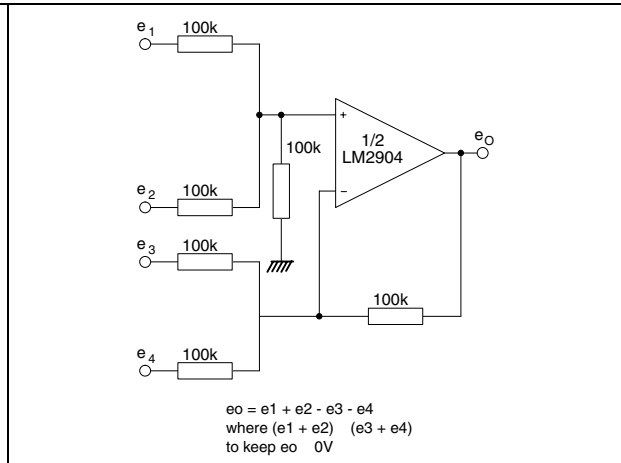 e1
100k
+
1/2
LM2904
eO
100k
e2
100k
−
e3
100k
100k
e4
100k
eo = e1 + e2 - e3 - e4
where (e1 + e2) (e3 + e4)
to keep eo 0V